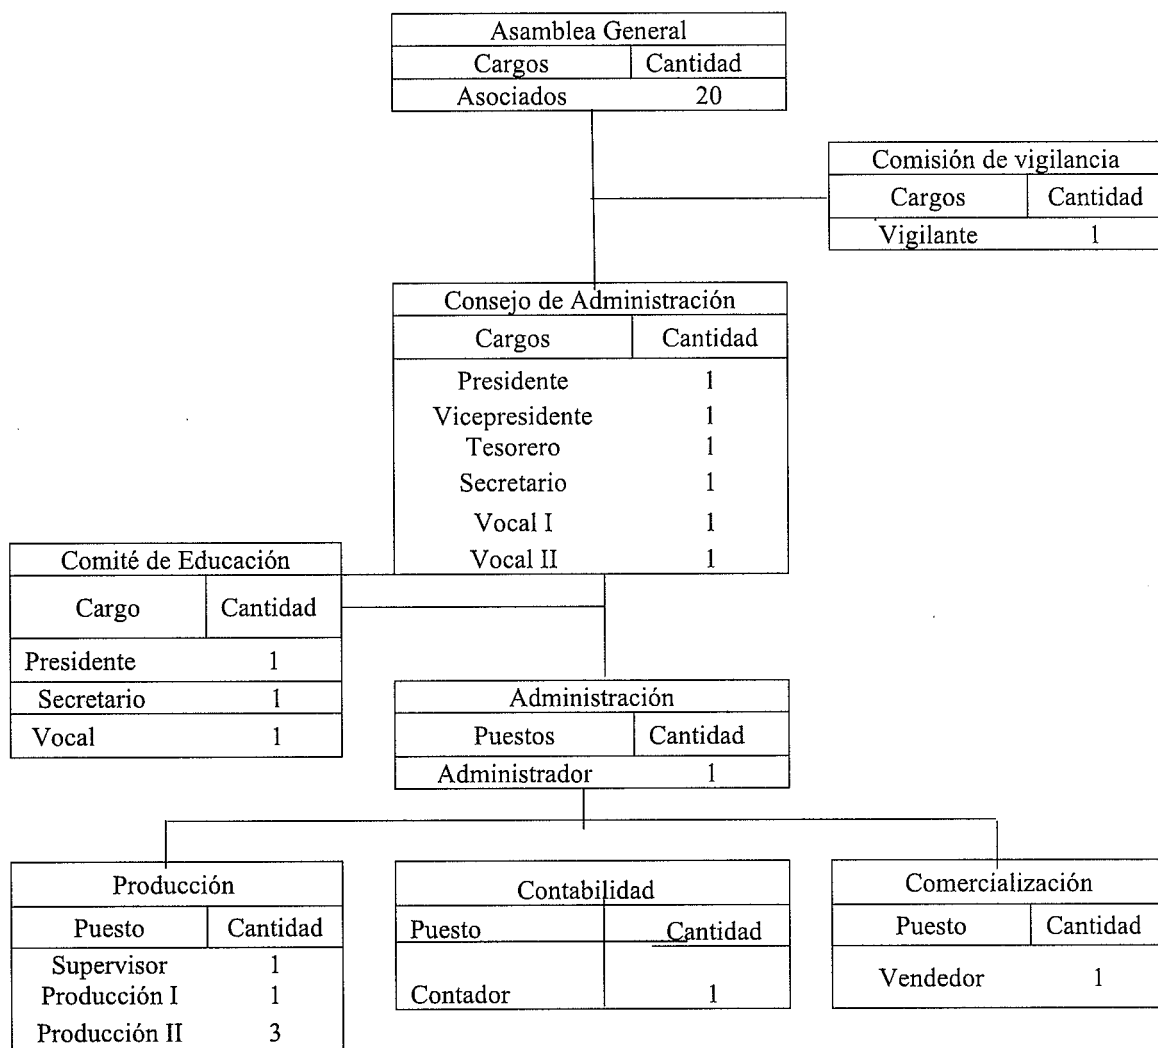 Asamblea General
Cargos Cantidad
Asociados 20
Comisión de vigilancia
Cargos Cantidad
Vigilante 1
Consejo de Administración
Cargos Cantidad
Presidente 1
Vicepresidente 1
Tesorero 1
Secretario 1
Vocal I 1
Vocal II 1
Comité de Educación
Cargo Cantidad
Presidente 1
Secretario 1
Vocal 1
Administración
Puestos Cantidad
Administrador 1
Producción
Puesto Cantidad
Supervisor 1
Producción I 1
Producción II 3
Contabilidad
Puesto Cantidad
Contador 1
Comercialización
Puesto Cantidad
Vendedor 1